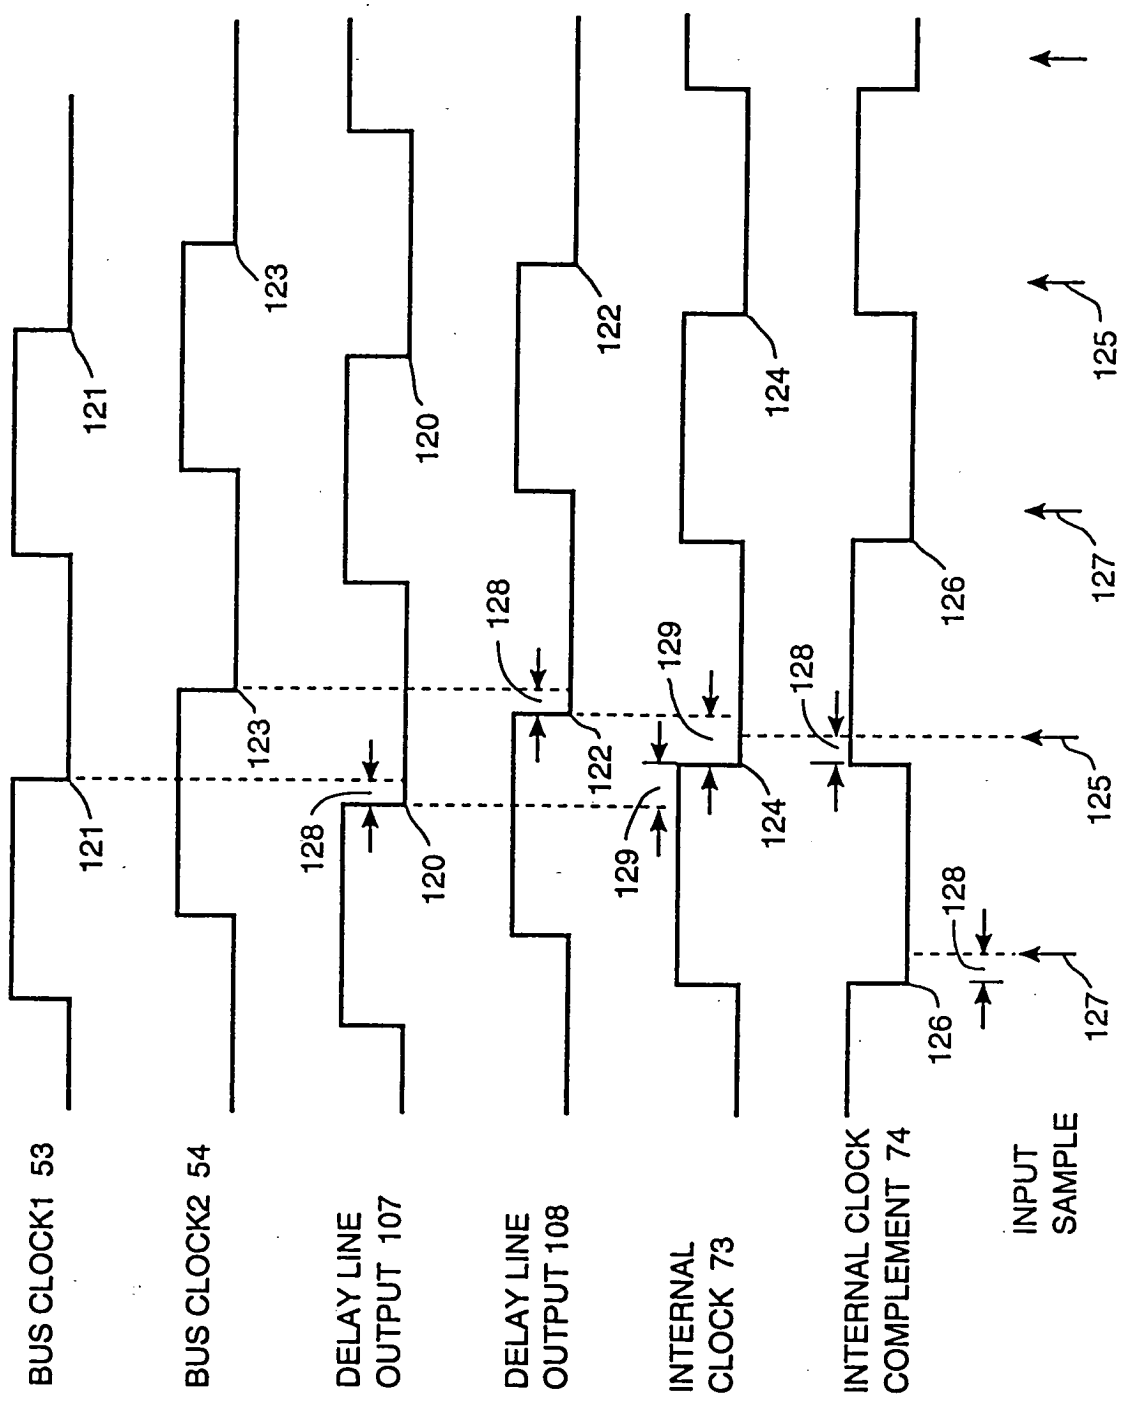 BUS CLOCK1 53
121
121
BUS CLOCK2 54
123
123
DELAY LINE
OUTPUT 107
128
120
120
DELAY LINE
OUTPUT 108
128
122
122
INTERNAL
CLOCK 73
129
129
124
124
INTERNAL CLOCK
COMPLEMENT 74
128
128
126
126
INPUT
SAMPLE
127
125
127
125